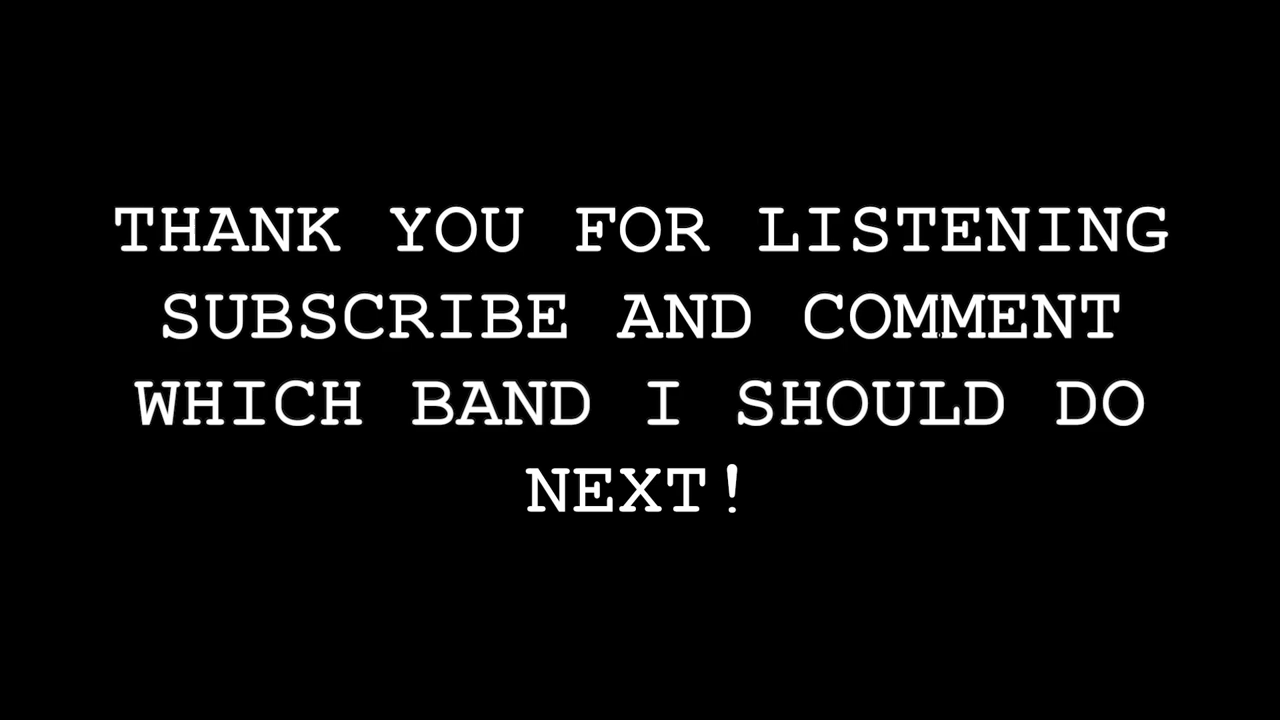 THANK YOU FOR LISTENING
SUBSCRIBE AND COMMENT
WHICH BAND I SHOULD DO
NEXT!